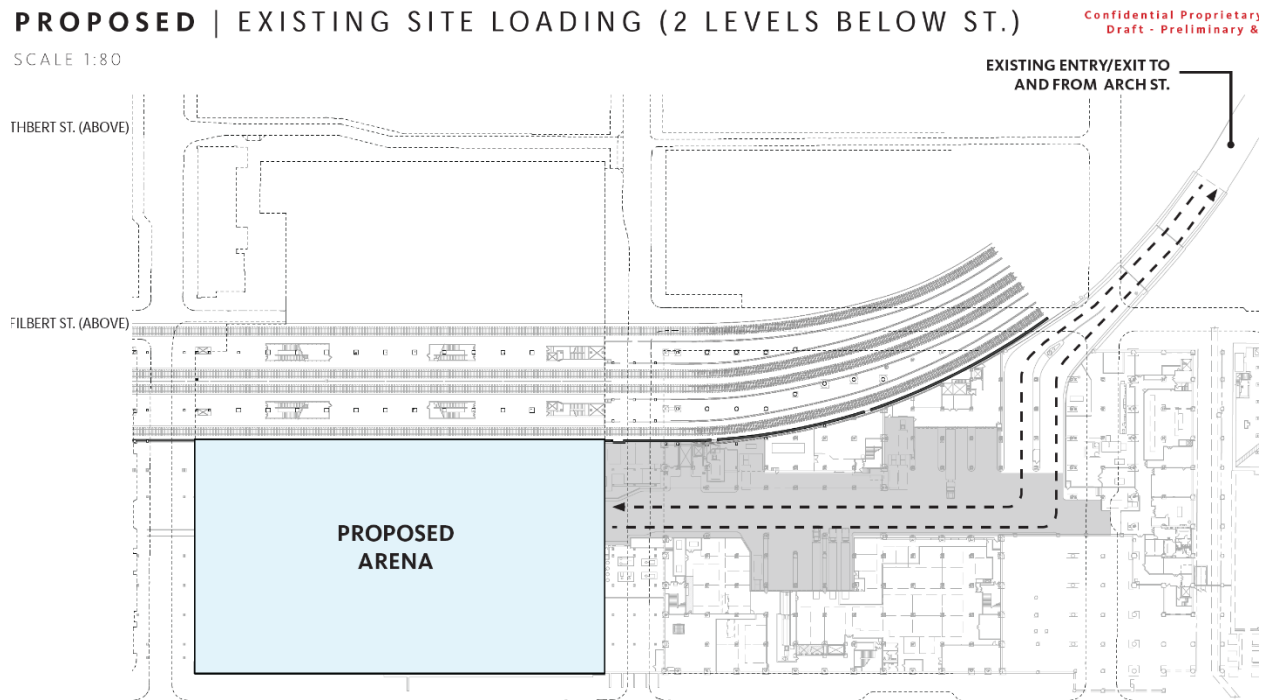 PROPOSED | EXISTING SITE LOADING (2 LEVELS BELOW ST.)
Confidential Proprietary
Draft - Preliminary &
SCALE 1:80
EXISTING ENTRY/EXIT TO
AND FROM ARCH ST.
THBERT ST. (ABOVE)
FILBERT ST. (ABOVE)
PROPOSED
ARENA